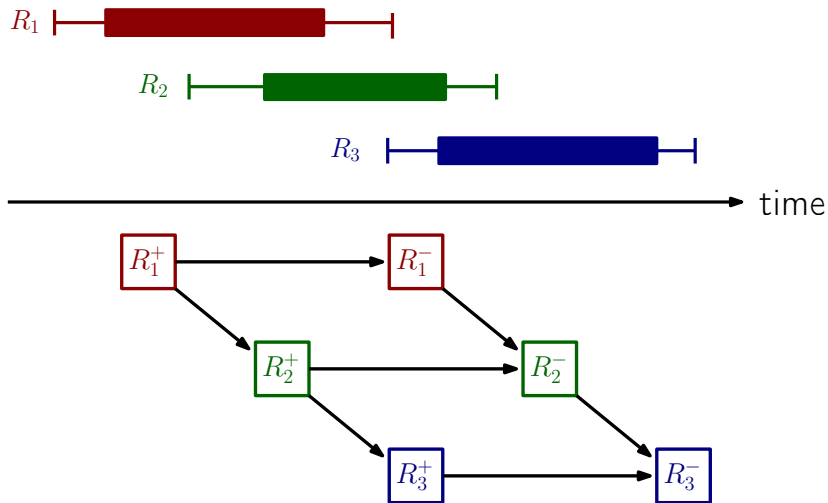 R₁
R₂
R₃
time
R₁⁺ R₁⁻
R₂⁺ R₂⁻
R₃⁺ R₃⁻